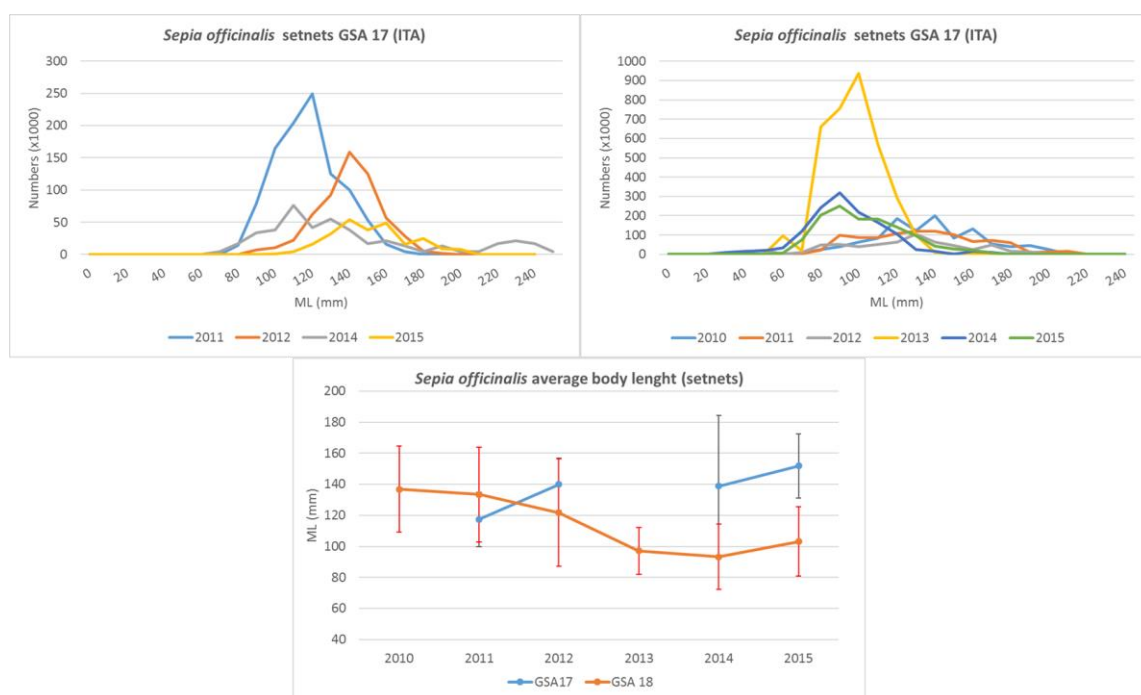 Sepia officinalis setnets GSA 17 (ITA)
Numbers (x1000)
300
250
200
150
100
50
0
0 20 40 60 80 100 120 140 160 180 200 220 240
ML (mm)
2011 2012 2014 2015
Sepia officinalis setnets GSA 17 (ITA)
Numbers (x1000)
1000
900
800
700
600
500
400
300
200
100
0
0 20 40 60 80 100 120 140 160 180 200 220 240
ML (mm)
2010 2011 2012 2013 2014 2015
Sepia officinalis average body lenght (setnets)
ML (mm)
200
180
160
140
120
100
80
60
40
2010 2011 2012 2013 2014 2015
GSA17 GSA 18